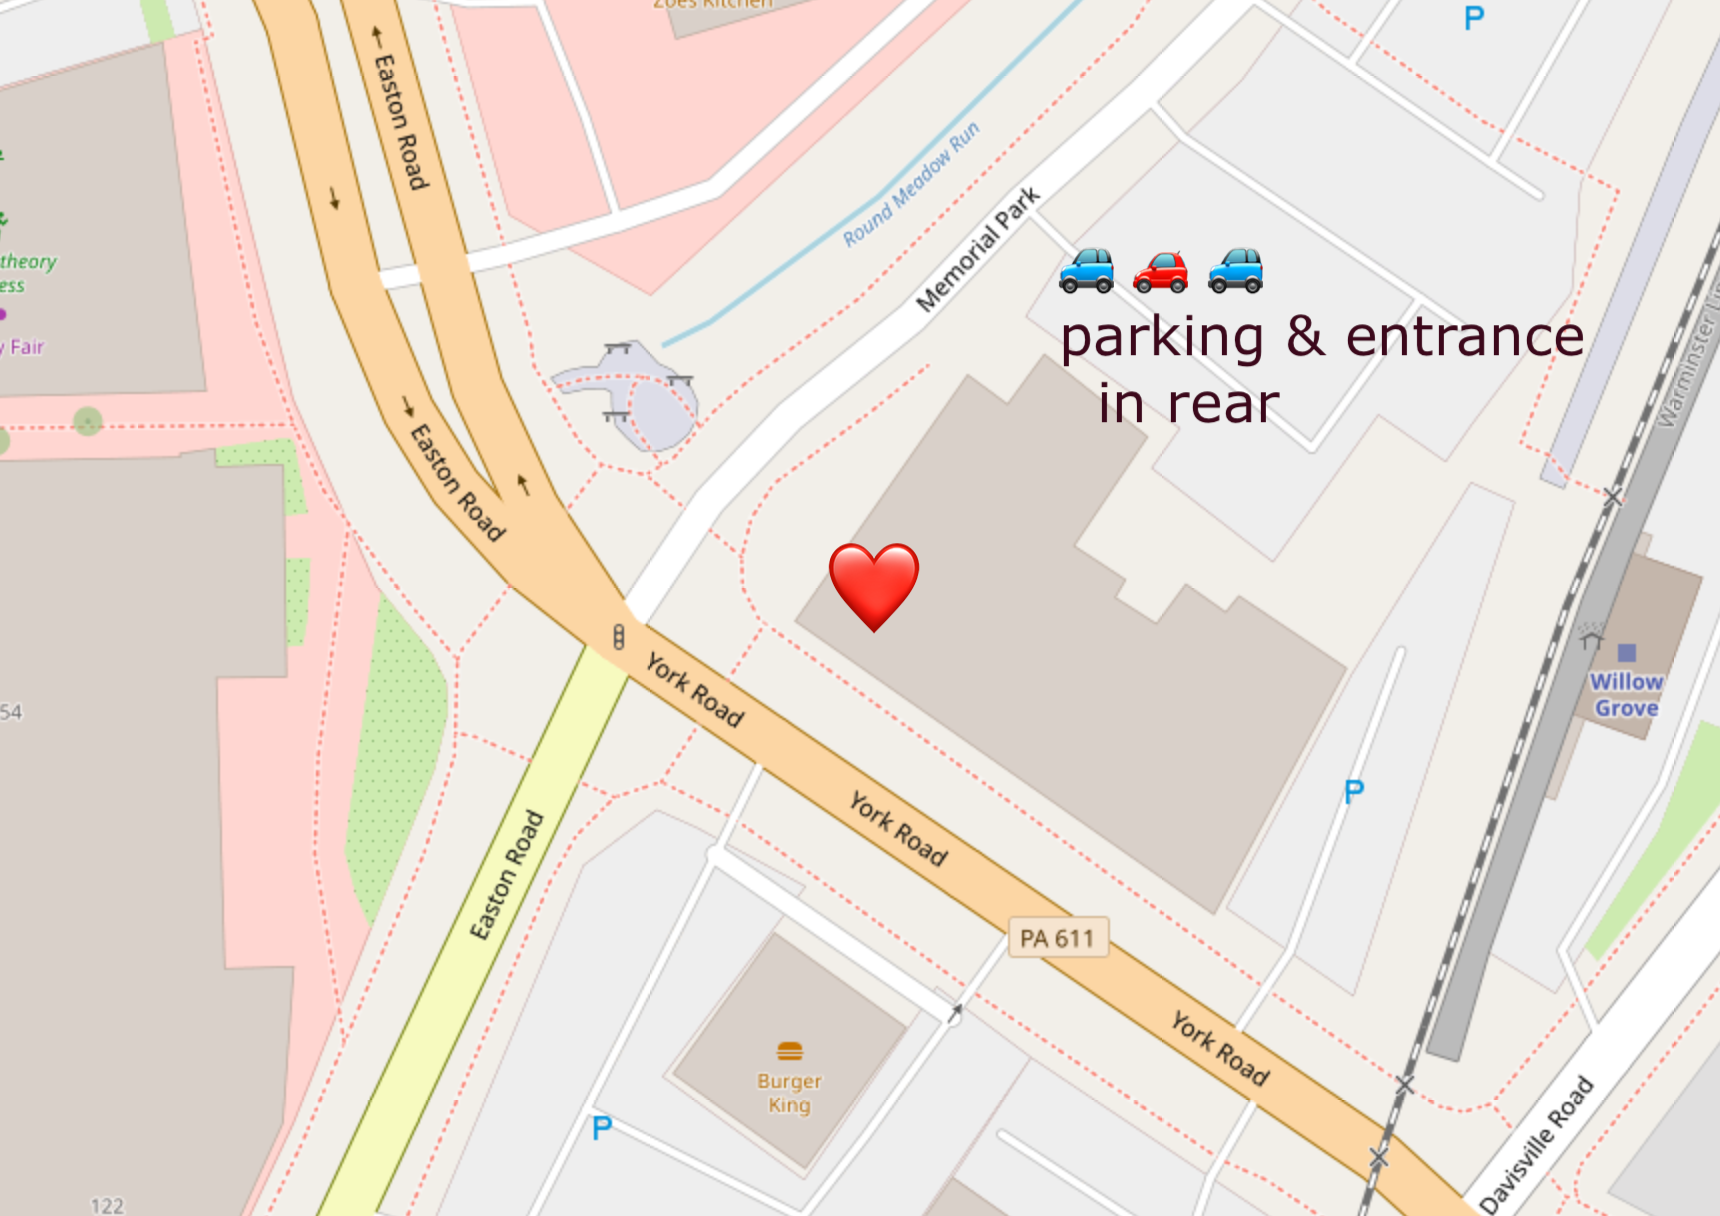 Zoes Kitchen
P
Easton Road
Round Meadow Run
Memorial Park
theory
ess
y Fair
parking & entrance
in rear
Warminster Lin
Easton Road
Willow
Grove
54
York Road
P
York Road
Easton Road
PA 611
York Road
Burger
King
P
Davisville Road
122